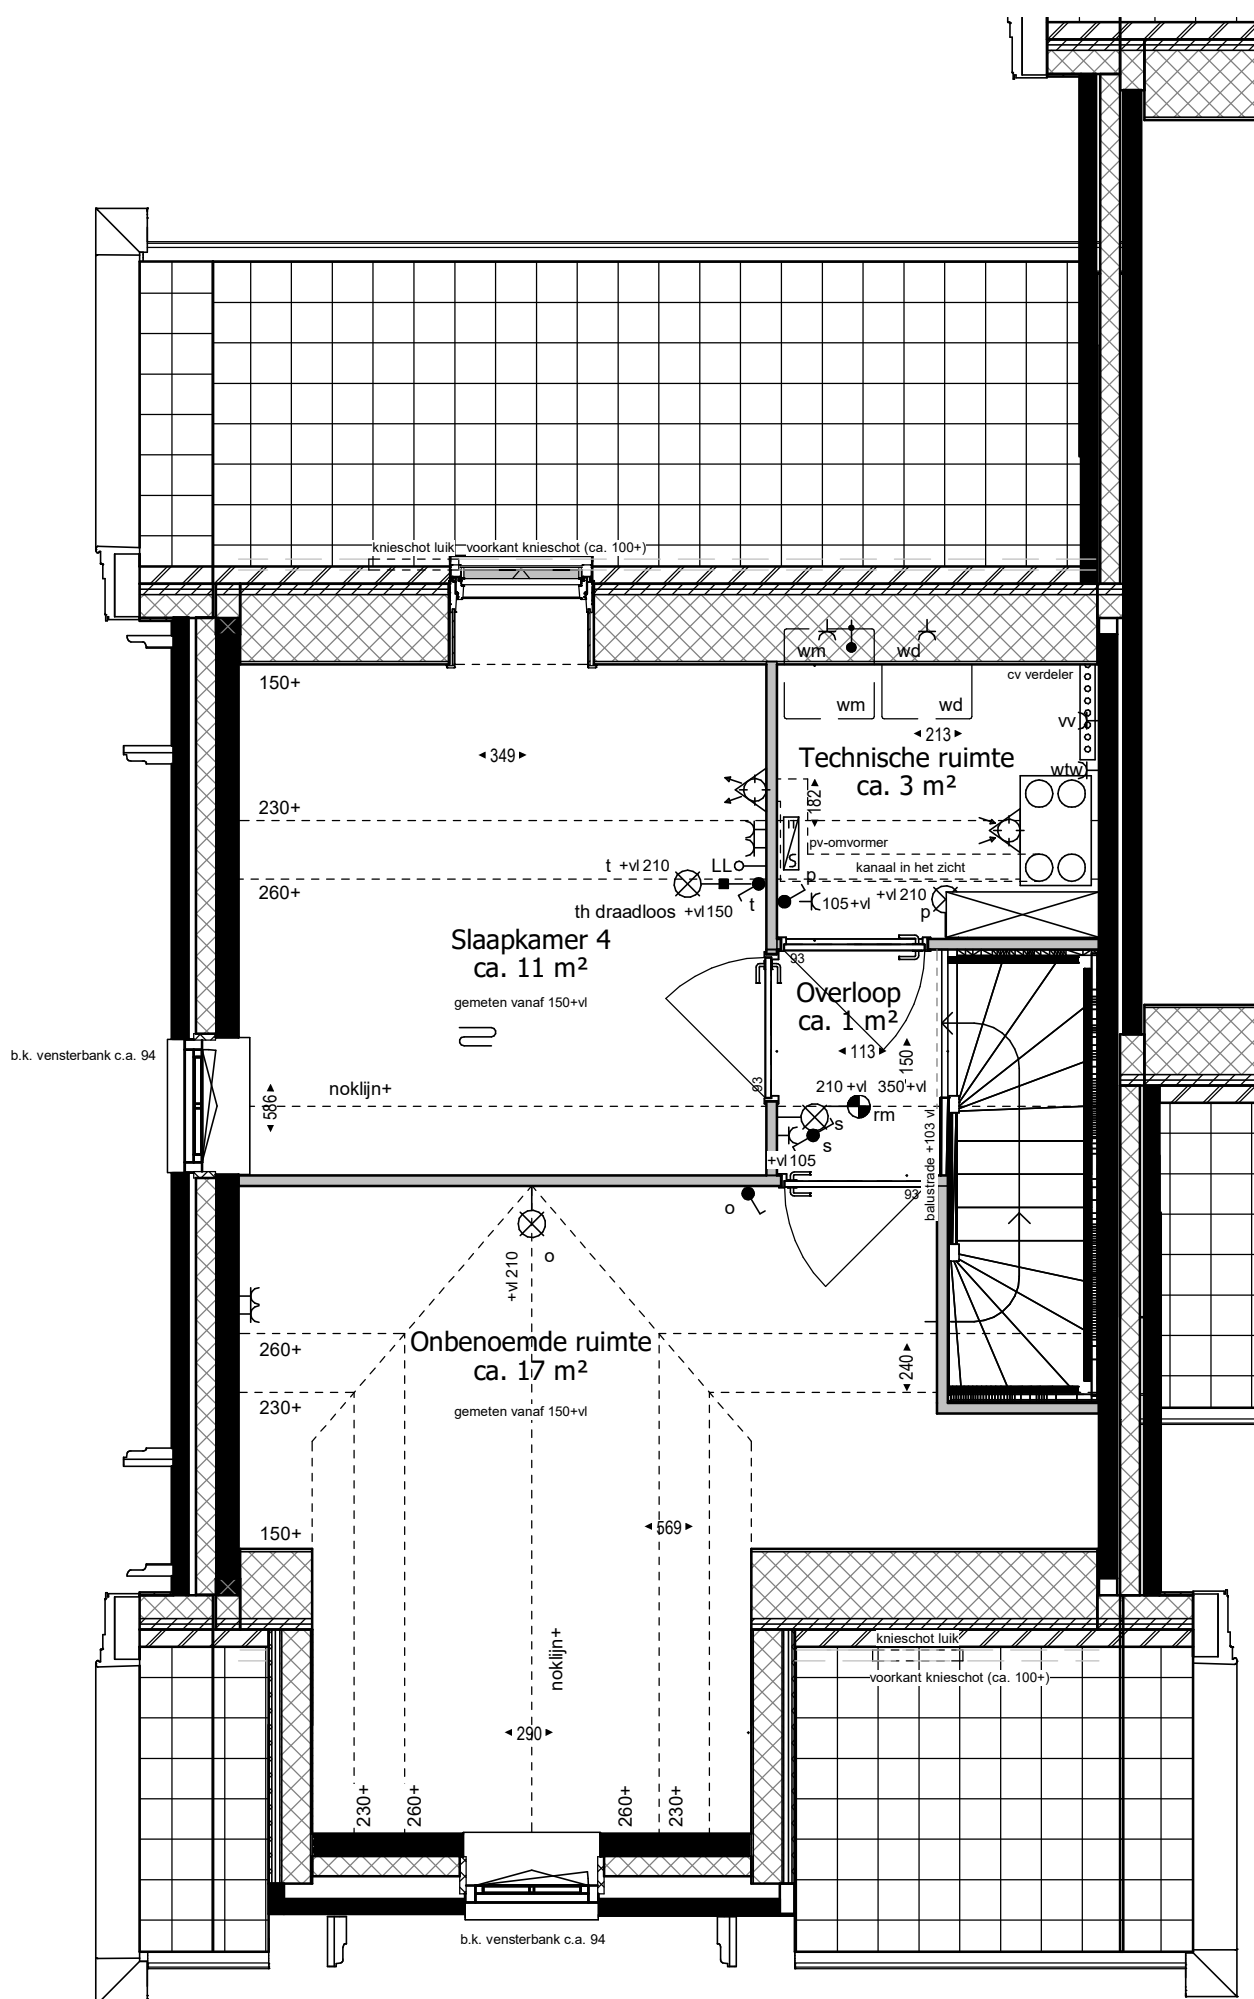 knieschot luik
voorkant knieschot (ca. 100+)
wm
wd
cv verdeler
150+
wm
wd
vv
213
349
Technische ruimte
ca. 3 m²
wtw
182
230+
pv-omvormer
kanaal in het zicht
t +vl 210
LL
p
260+
t
105+vl
+vl 210
p
th draadloos +vl 150
S
Slaapkamer 4
ca. 11 m²
gemeten vanaf 150+vl
93
Overloop
ca. 1 m²
113
150
b.k. vensterbank c.a. 94
586
noklijn+
93
210 +vl
350+vl
rm
s
s
+vl 105
balustrade +103 vl
93
o
o
+vl 210
260+
Onbenoemde ruimte
ca. 17 m²
240
230+
gemeten vanaf 150+vl
150+
569
knieschot luik
voorkant knieschot (ca. 100+)
noklijn+
290
230+
260+
260+
230+
b.k. vensterbank c.a. 94